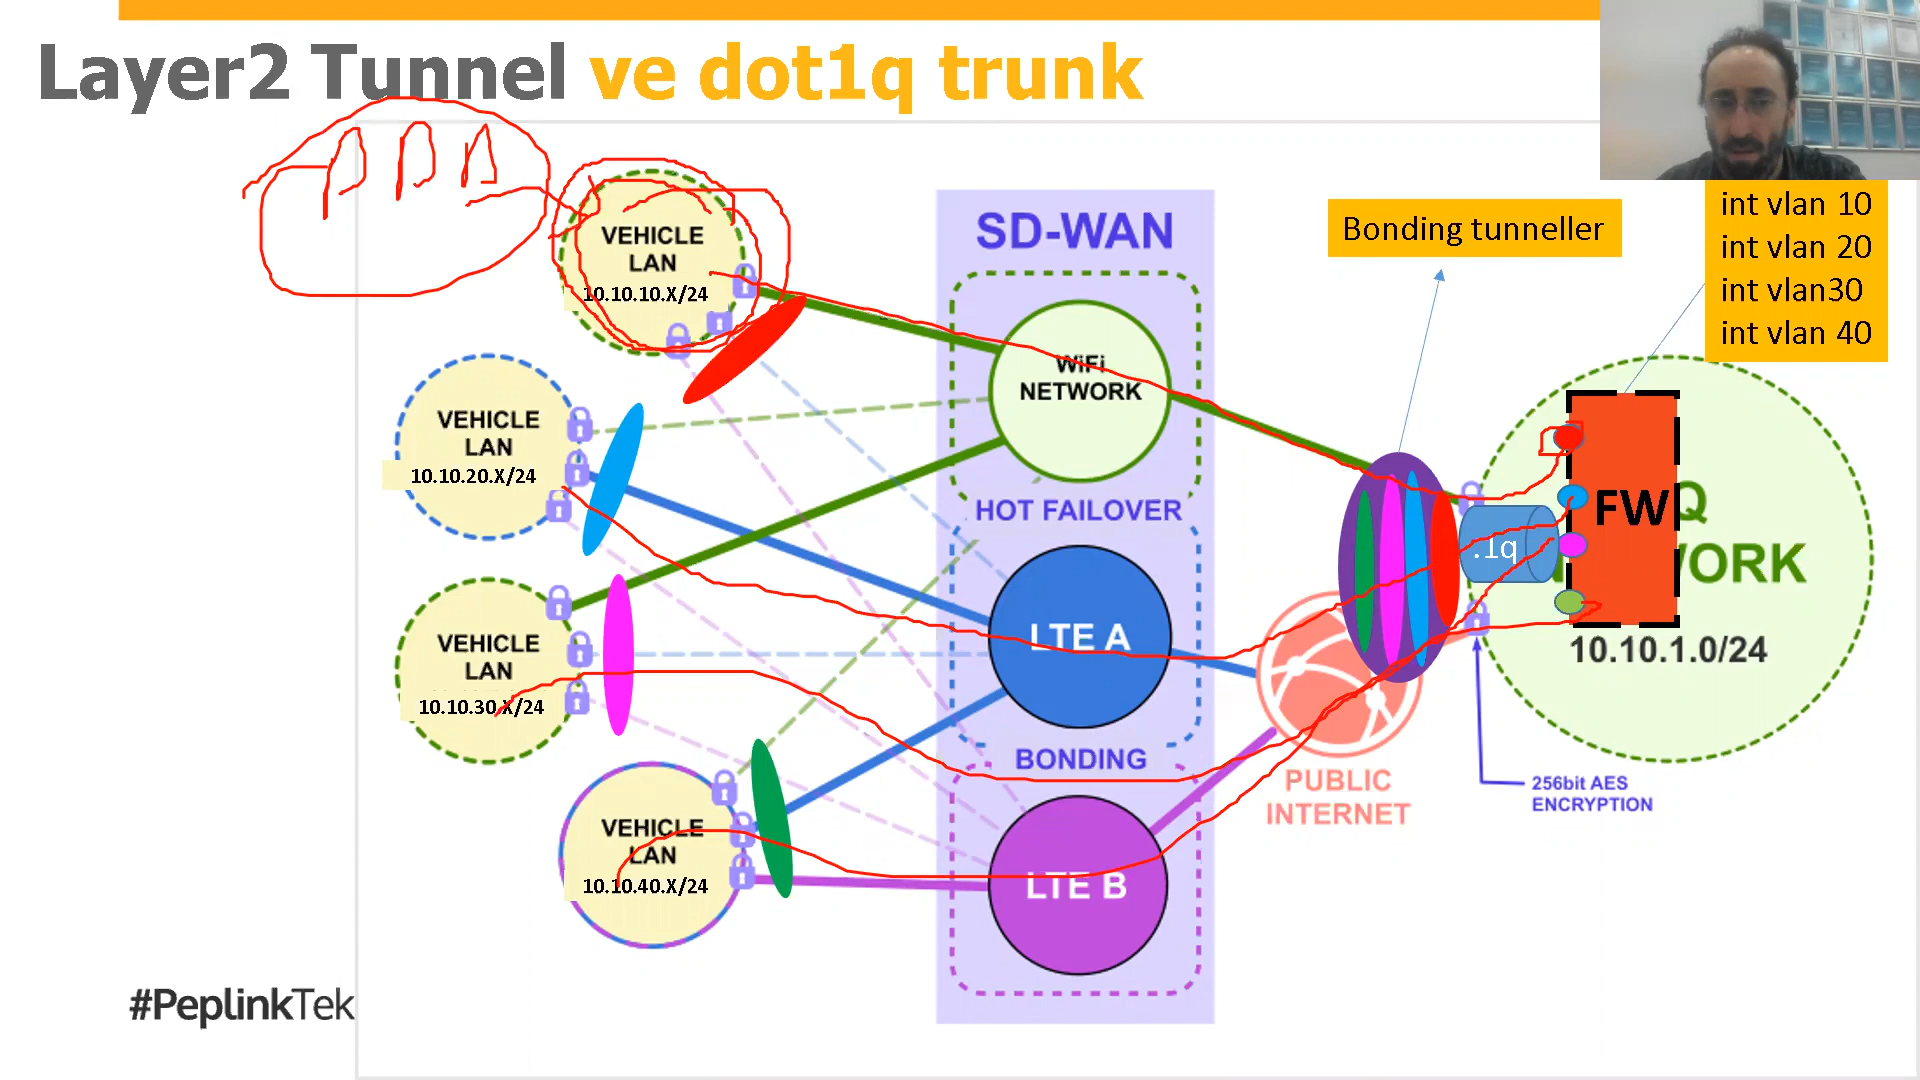 Layer2 Tunnel ve dot1q trunk
int vlan 10
int vlan 20
int vlan30
int vlan 40
Bonding tunneller
SD-WAN
VEHICLE
LAN
10.10.10.X/24
WiFi
NETWORK
VEHICLE
LAN
10.10.20.X/24
HOT FAILOVER
FW
Q
.1q
WORK
VEHICLE
LAN
10.10.30.X/24
LTE A
10.10.1.0/24
BONDING
PUBLIC
INTERNET
256bit AES
ENCRYPTION
VEHICLE
LAN
10.10.40.X/24
LTE B
#PeplinkTek